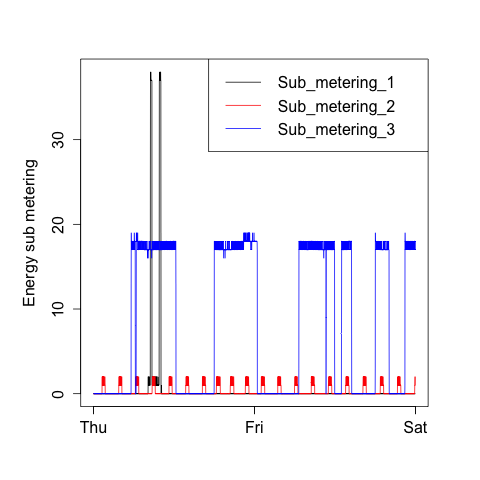 Sub_metering_1
Sub_metering_2
Sub_metering_3
Energy sub metering
30
20
10
0
Thu Fri Sat